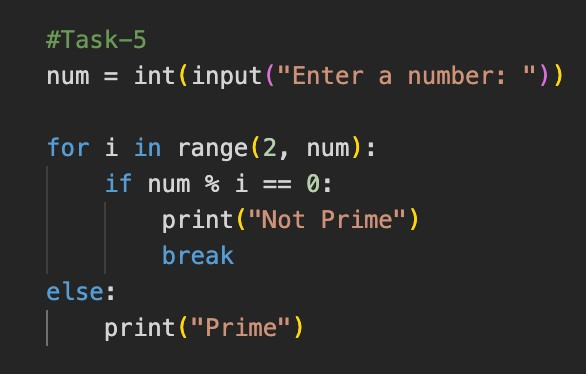 #Task-5
num = int(input("Enter a number: "))
for i in range(2, num):
    if num % i == 0:
        print("Not Prime")
        break
else:
    print("Prime")